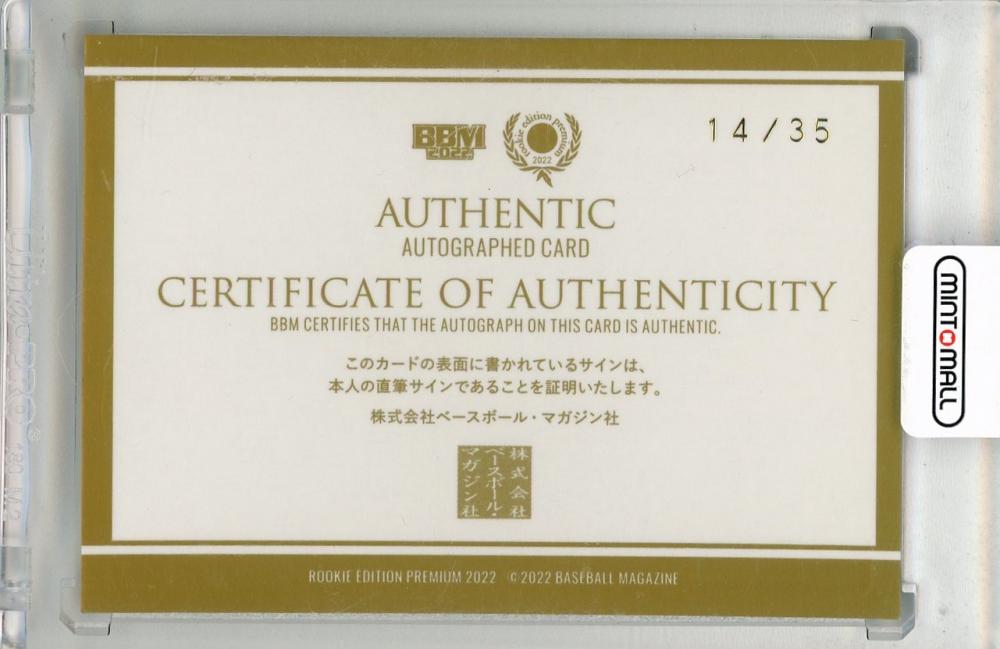 BBM
2022
rookie edition premium
2022
14/35
AUTHENTIC
AUTOGRAPHED CARD
CERTIFICATE OF AUTHENTICITY
BBM CERTIFIES THAT THE AUTOGRAPH ON THIS CARD IS AUTHENTIC.
このカードの表面に書かれているサインは、
本人の直筆サインであることを証明いたします。
株式会社ベースボール・マガジン社
株式会社
ベースボール・
マガジン社
ROOKIE EDITION PREMIUM 2022 © 2022 BASEBALL MAGAZINE
MINT MALL